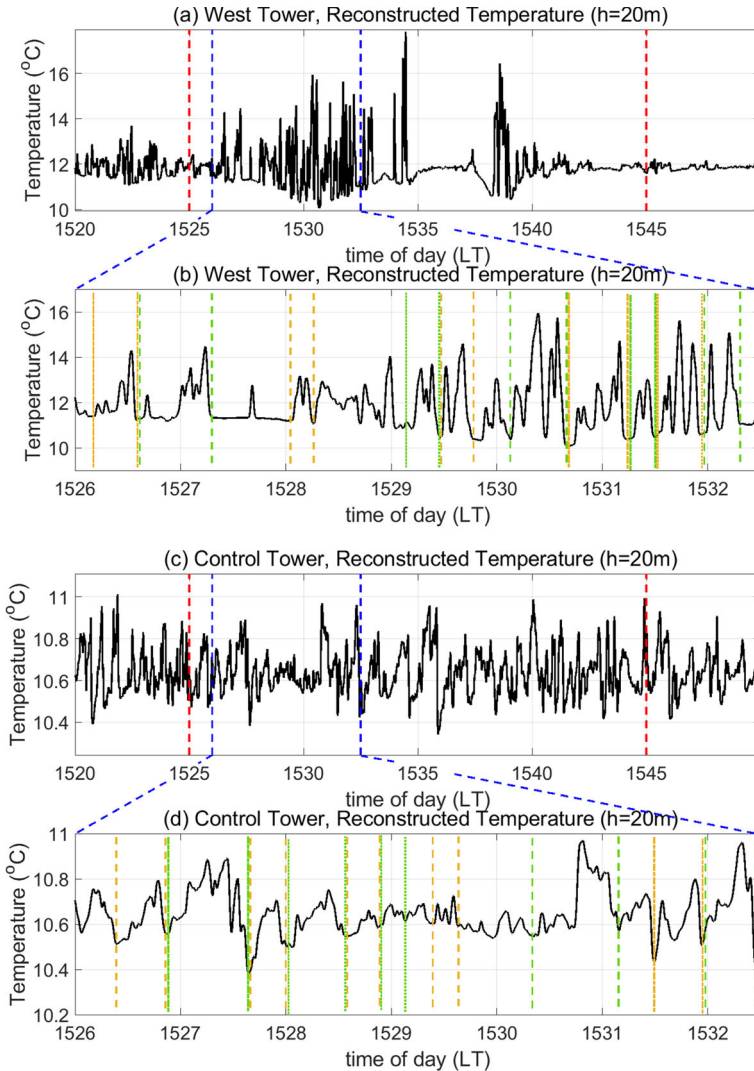 (a) West Tower, Reconstructed Temperature (h=20m)
Temperature (°C)
16
14
12
10
1520 1525 1530 1535 1540 1545
time of day (LT)
(b) West Tower, Reconstructed Temperature (h=20m)
Temperature (°C)
16
14
12
10
1526 1527 1528 1529 1530 1531 1532
time of day (LT)
(c) Control Tower, Reconstructed Temperature (h=20m)
Temperature (°C)
11
10.8
10.6
10.4
1520 1525 1530 1535 1540 1545
time of day (LT)
(d) Control Tower, Reconstructed Temperature (h=20m)
Temperature (°C)
11
10.8
10.6
10.4
10.2
1526 1527 1528 1529 1530 1531 1532
time of day (LT)